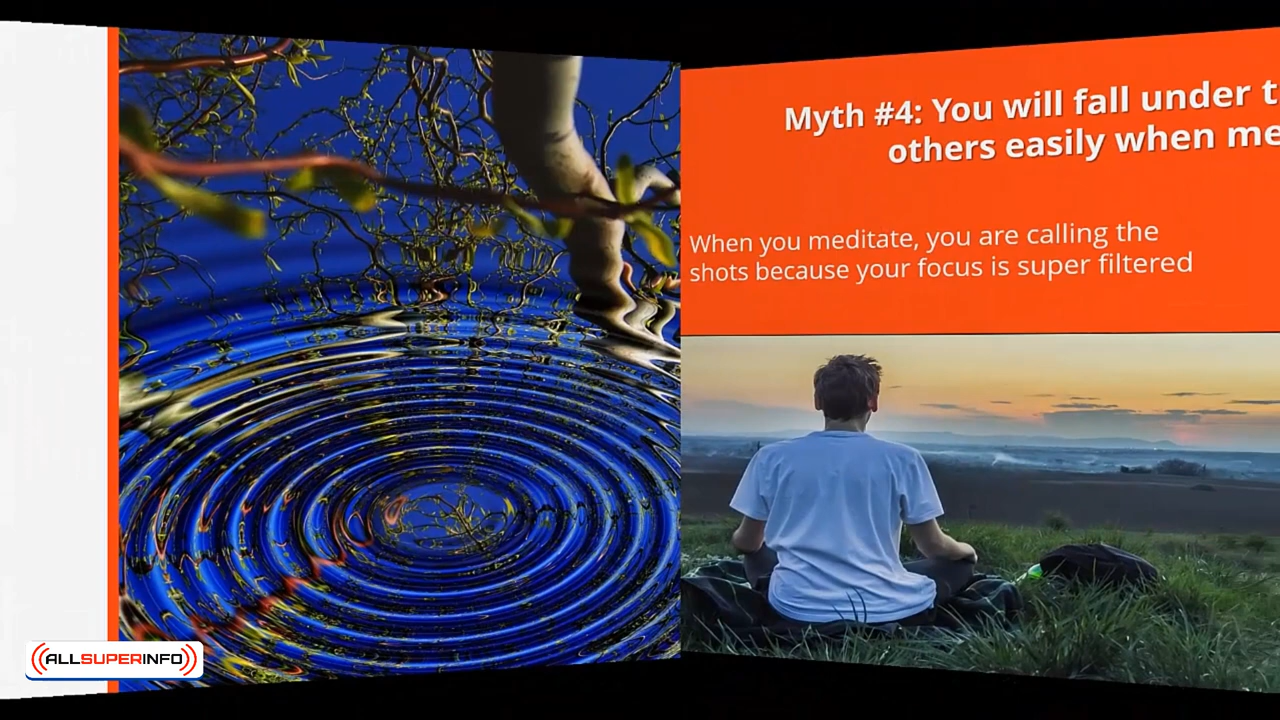 Myth #4: You will fall under
others easily when
When you meditate, you are calling the
shots because your focus is super filtered
ALLSUPERINFO